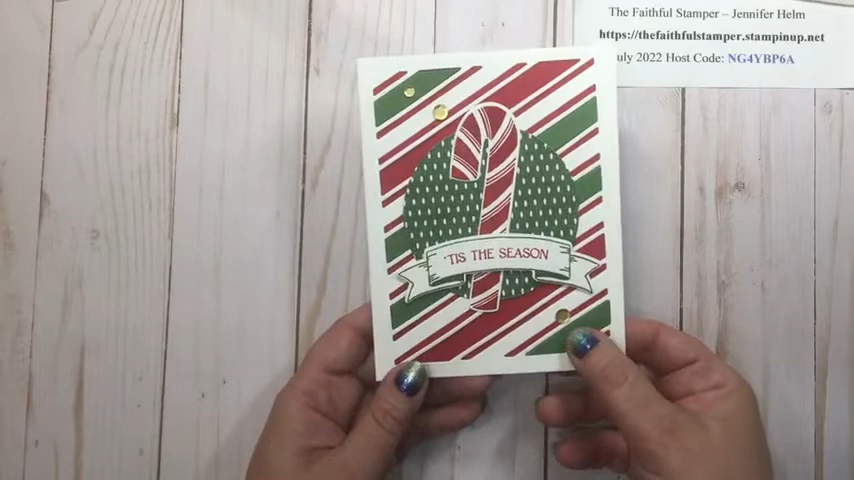 The Faithful Stamper – Jennifer Helm
https://thefaithfulstamper.stampinup.net
uly 2022 Host Code: NG4YBP6A
'TIS THE SEASON